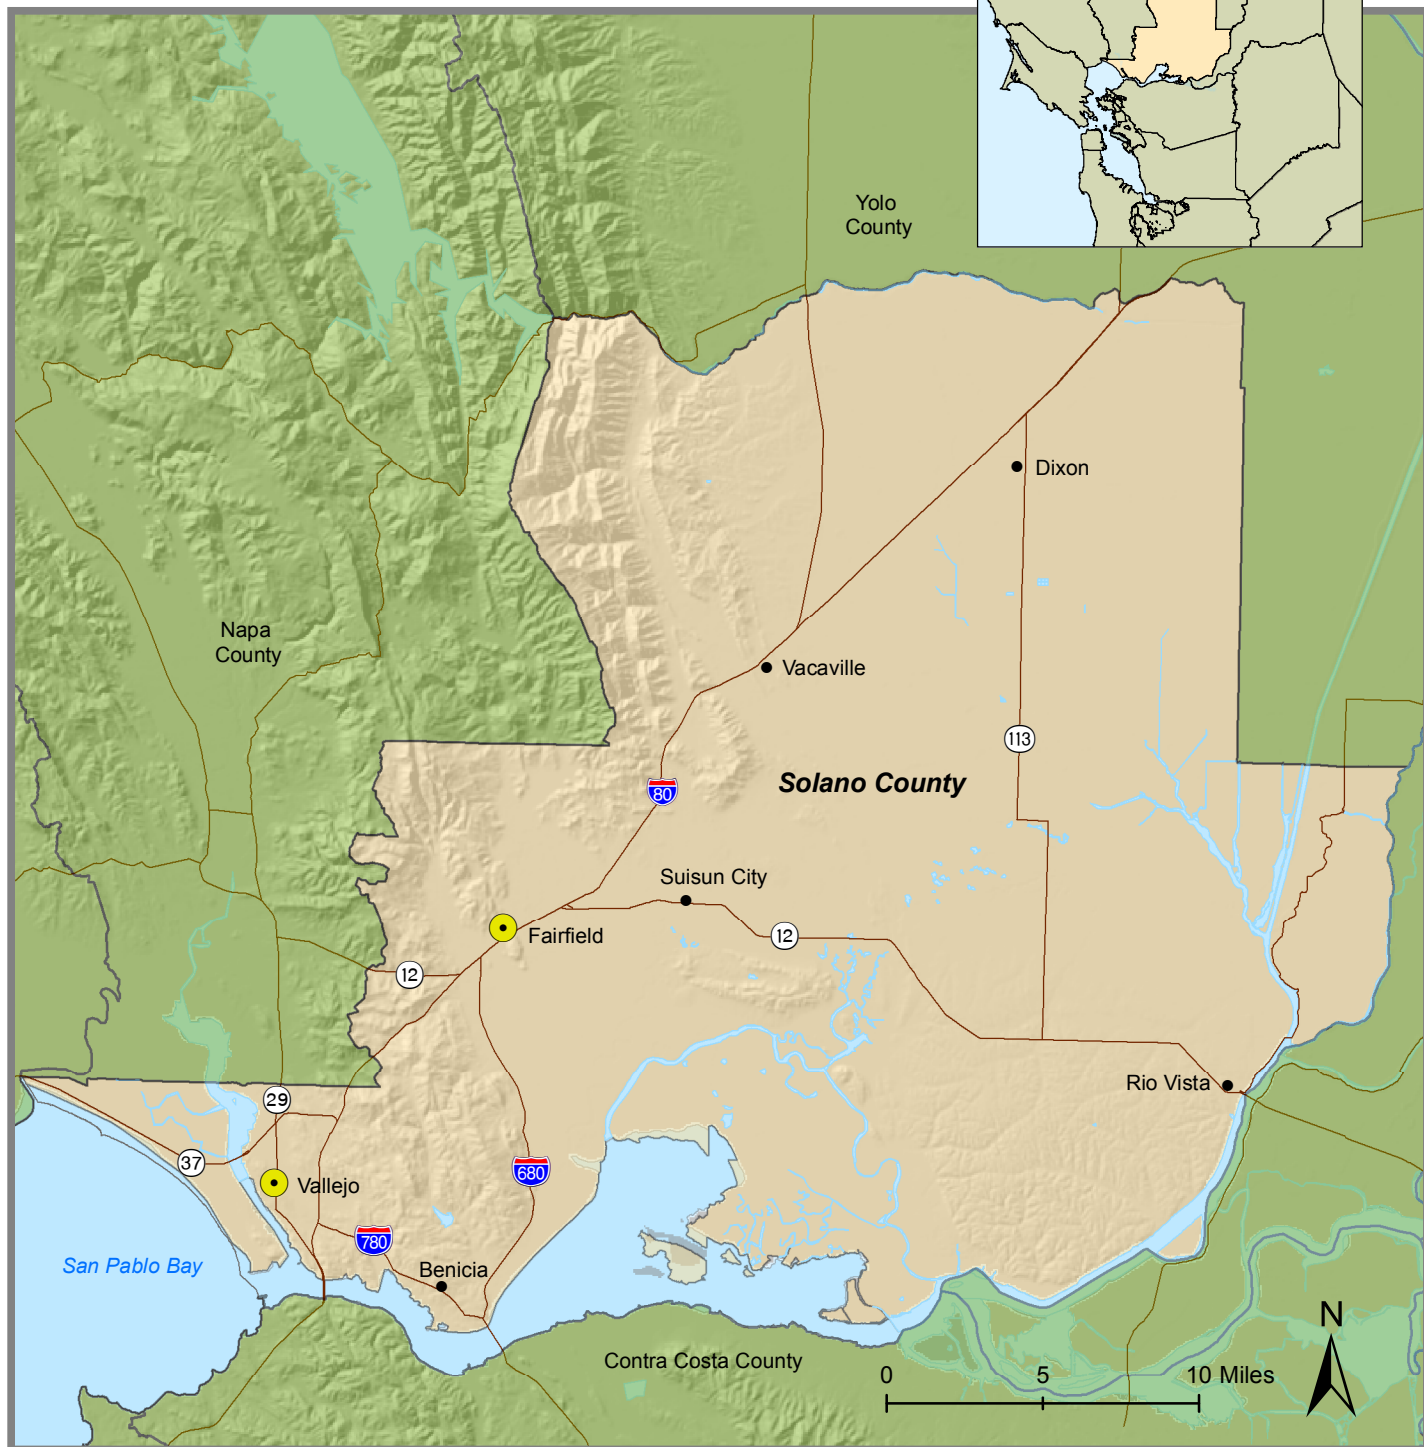 Yolo
County
Dixon
Napa
County
Vacaville
113
Solano County
80
Suisun City
Fairfield
12
12
Rio Vista
29
37
680
Vallejo
780
San Pablo Bay
Benicia
N
Contra Costa County
0 5 10 Miles